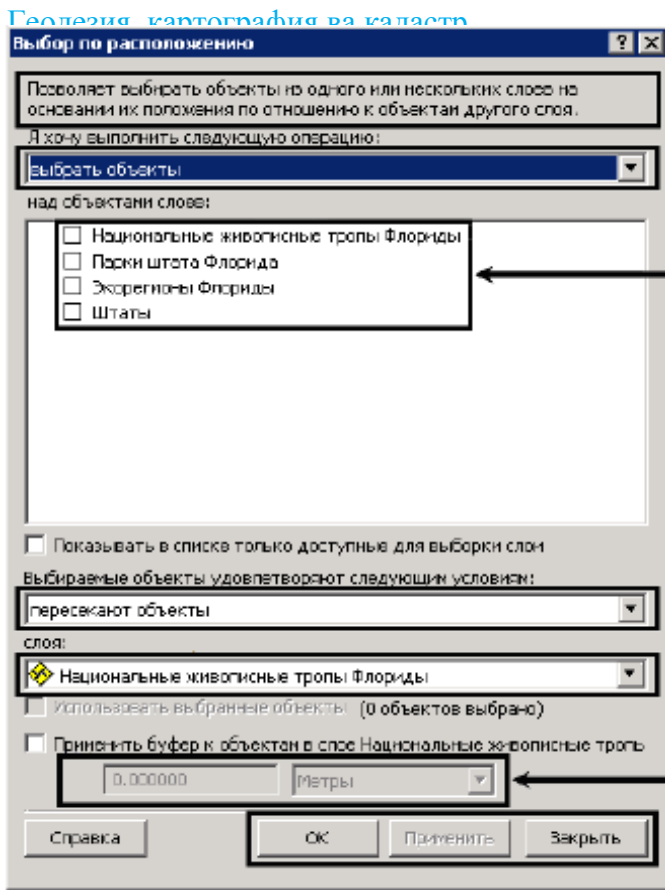 Геодезия, картография ва кадастр
Выбор по расположению
Позволяет выбирать объекты из одного или нескольких слоев на
основании их положения по отношению к объектам другого слоя.
Я хочу выполнить следующую операцию:
выбрать объекты
над объектами слоев:
Национальные живописные тропы Флориды
Парки штата Флорида
Экорегионы Флориды
Штаты
Показывать в списке только доступные для выборки слои
Выбираемые объекты удовлетворяют следующим условиям:
пересекают объекты
слоя:
Национальные живописные тропы Флориды
Использовать выбранные объекты (0 объектов выбрано)
Применить буфер к объектам в слое Национальные живописные тропь
0.000000 Метры
Справка ОК Применить Закрыть